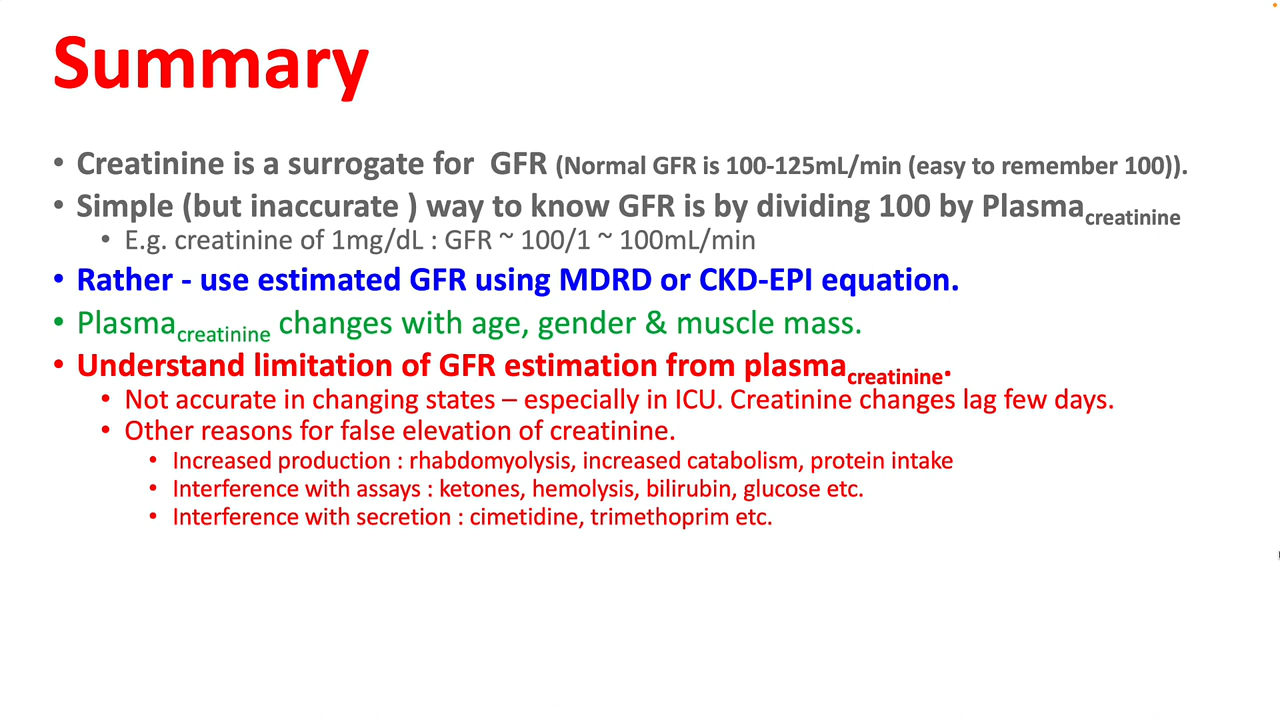 Summary
• Creatinine is a surrogate for GFR (Normal GFR is 100-125mL/min (easy to remember 100)).
• Simple (but inaccurate ) way to know GFR is by dividing 100 by Plasmacreatinine
• E.g. creatinine of 1mg/dL : GFR ~ 100/1 ~ 100mL/min
• Rather - use estimated GFR using MDRD or CKD-EPI equation.
• Plasmacreatinine changes with age, gender & muscle mass.
• Understand limitation of GFR estimation from plasmacreatinine.
• Not accurate in changing states – especially in ICU. Creatinine changes lag few days.
• Other reasons for false elevation of creatinine.
• Increased production : rhabdomyolysis, increased catabolism, protein intake
• Interference with assays : ketones, hemolysis, bilirubin, glucose etc.
• Interference with secretion : cimetidine, trimethoprim etc.